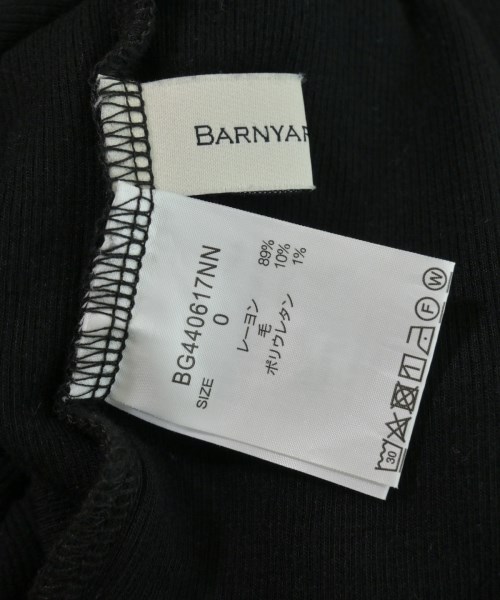 BARNYAR
BG440617NN
SIZE 0
レーヨン 89%
毛 10%
ポリウレタン 1%
30
F
W